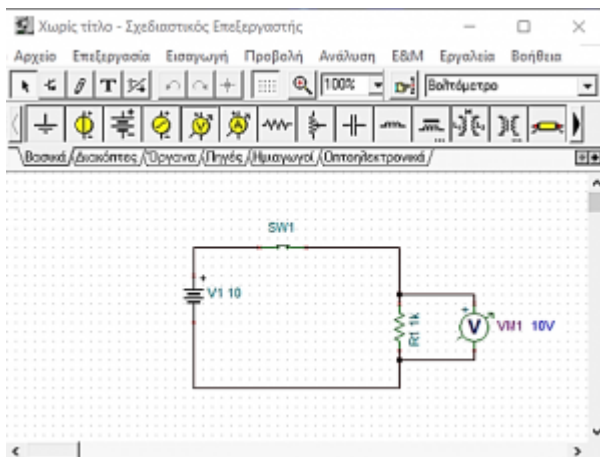 Χωρίς τίτλο - Σχεδιαστικός Επεξεργαστής
Αρχείο Επεξεργασία Εισαγωγή Προβολή Ανάλυση E&M Εργαλεία Βοήθεια
T 100% Βολτόμετρο
Βασικά Διακόπτες Όργανα Πηγές Ημιαγωγοί Οπτοηλεκτρονικά
SW1
V1 10
R1 1k
V VM1 10V